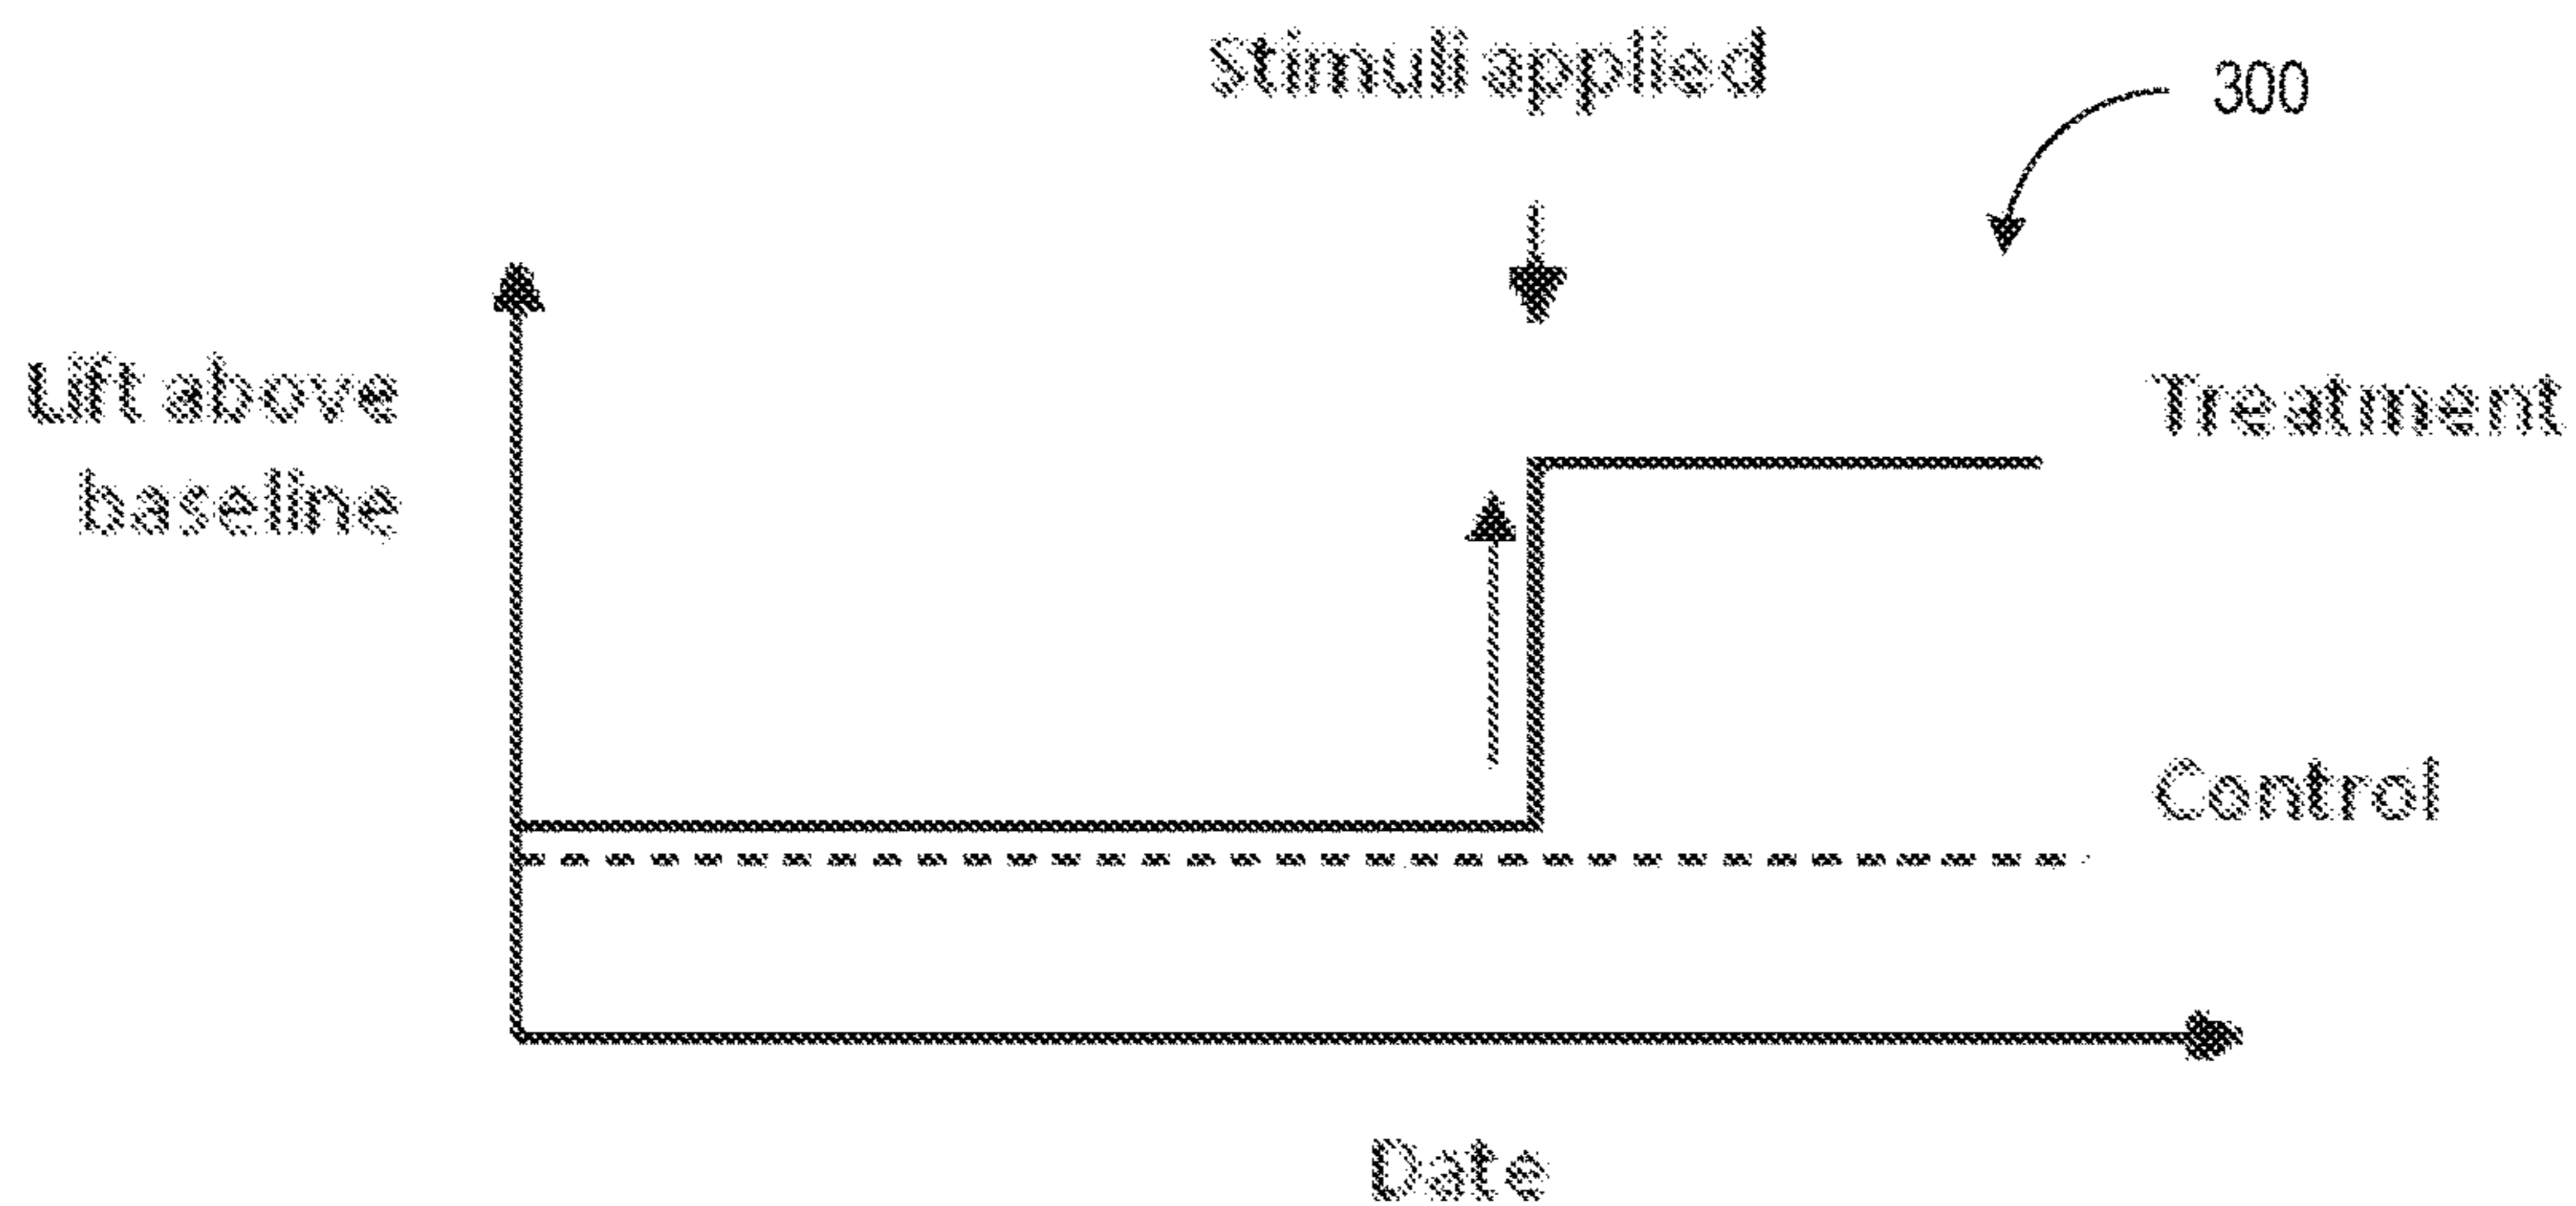 Stimuli applied
300
Lift above
baseline
Treatment
Control
Date